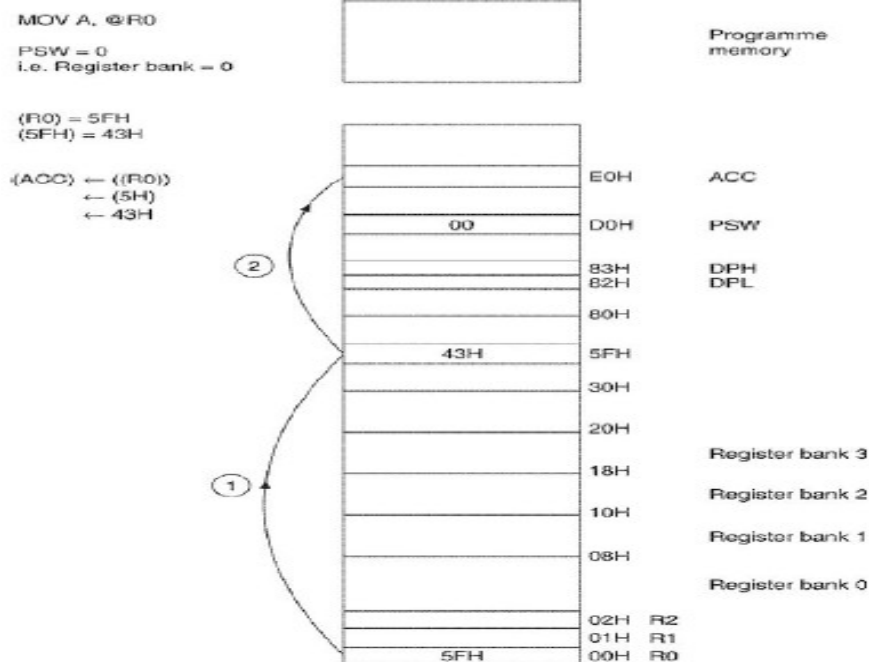 MOV A, @R0
PSW = 0
i.e. Register bank = 0
(R0) = 5FH
(5FH) = 43H
(ACC) ← ((R0))
← (5H)
← 43H
Programme
memory
E0H ACC
00 D0H PSW
2
83H DPH
82H DPL
80H
43H 5FH
30H
20H
Register bank 3
18H
1
Register bank 2
10H
Register bank 1
08H
Register bank 0
02H R2
01H R1
5FH 00H R0